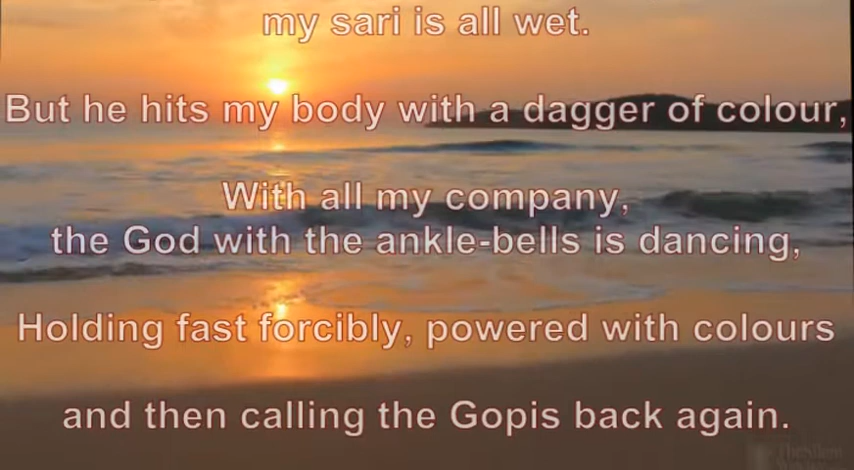 my sari is all wet.
But he hits my body with a dagger of colour,
With all my company,
the God with the ankle-bells is dancing,
Holding fast forcibly, powered with colours
and then calling the Gopis back again.
TheSilent